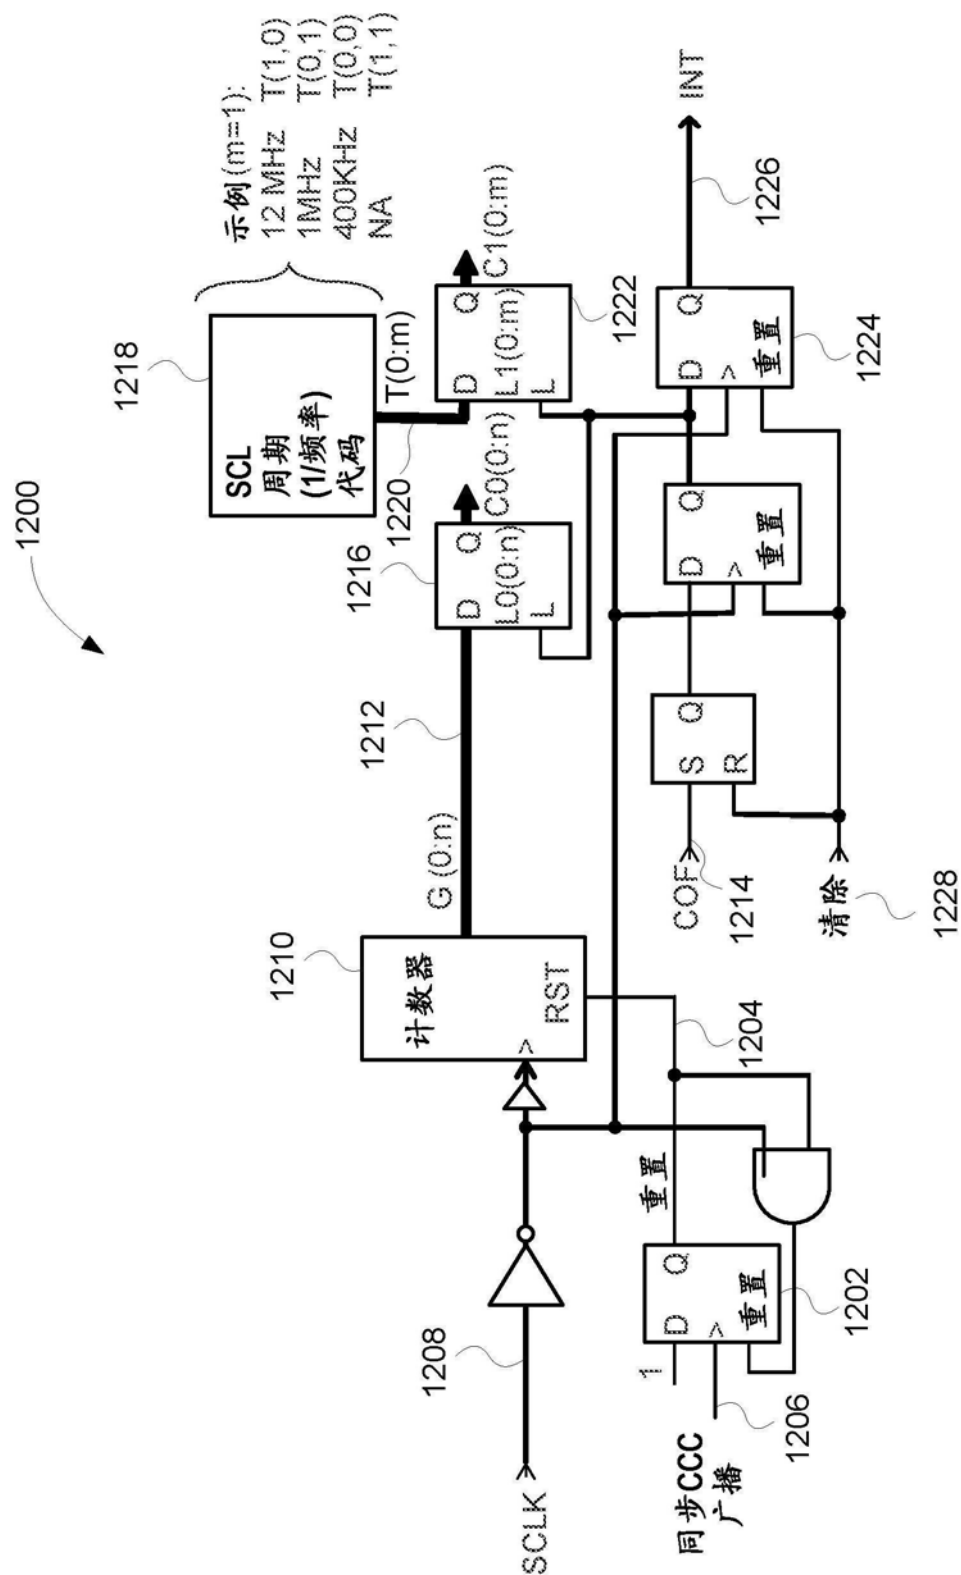 1200
1218
SCL
周期
(1/频率)
代码
示例(m=1):
12 MHz T(1,0)
1MHz T(0,1)
400KHz T(0,0)
NA T(1,1)
T(0:m)
1220
1210
计数器
>
RST
G (0:n)
1212
1216
D Q
L0(0:n)
L
C0(0:n)
D Q
L1(0:m)
L
C1(0:m)
1222
SCLK
1208
同步CCC
广播
1206
1
D Q
>
重置
1202
重置
1204
COF
1214
S Q
R
清除
1228
D Q
>
重置
D Q
>
重置
1224
1226
INT